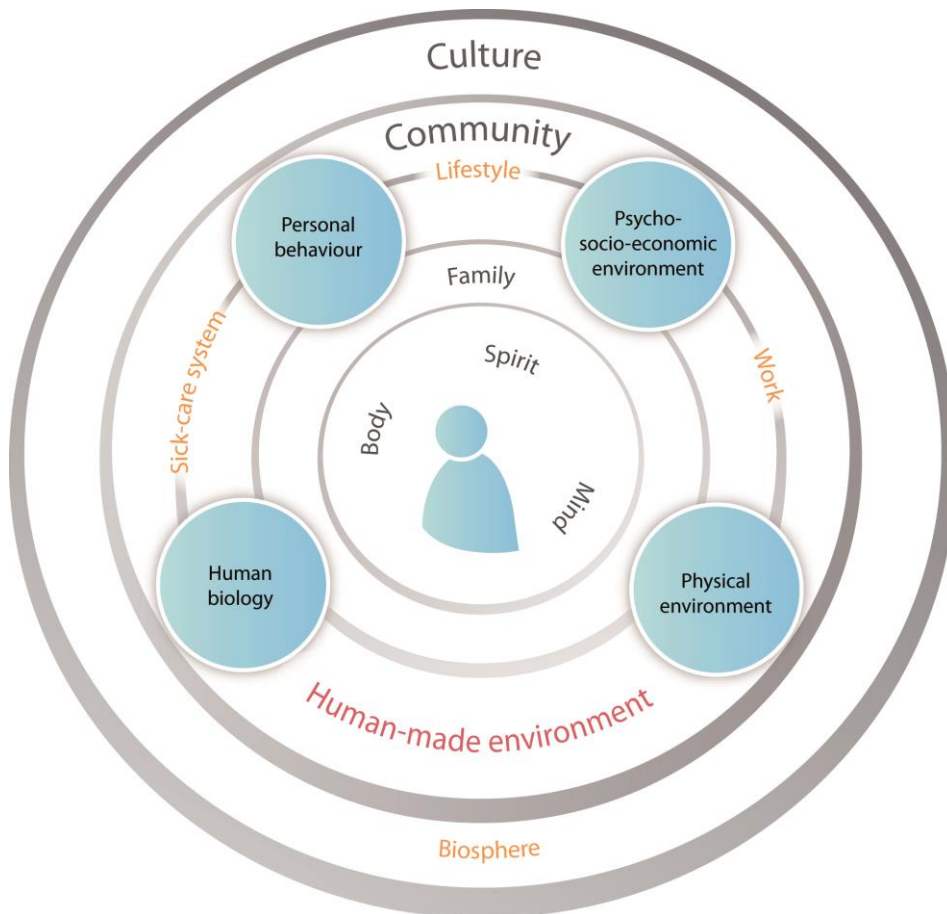 Culture
Community
Lifestyle
Personal
behaviour
Psycho-
socio-economic
environment
Family
Sick-care system
Work
Spirit
Body
Mind
Human
biology
Physical
environment
Human-made environment
Biosphere